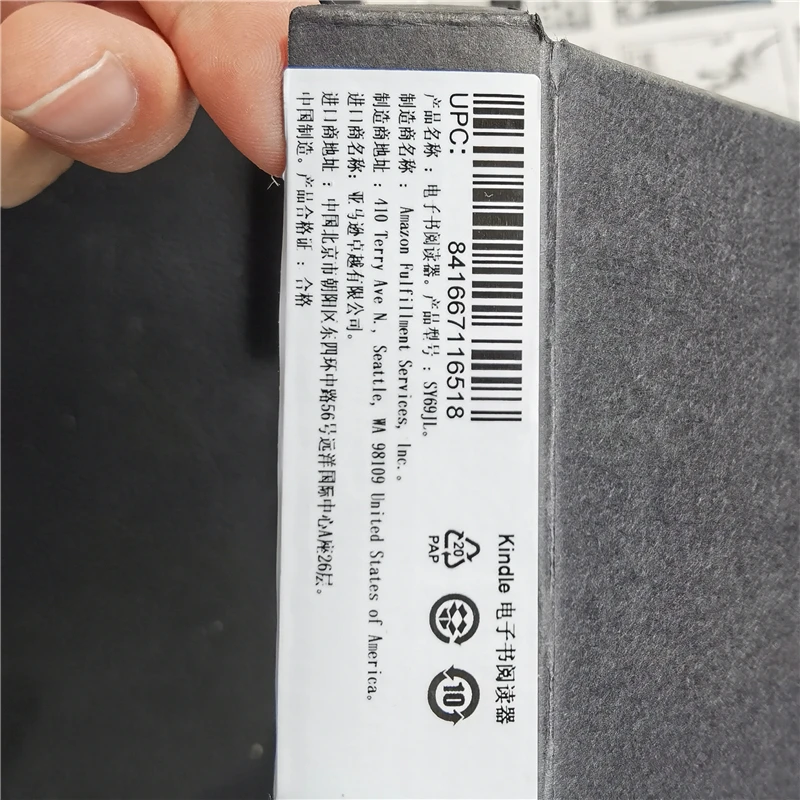 UPC: 841667116518
产品名称：电子书阅读器。产品型号：SY69JL。
制造商名称：Amazon Fulfillment Services, Inc.。
制造商地址：410 Terry Ave N., Seattle, WA 98109 United States of America。
进口商名称：亚马逊卓越有限公司。
进口商地址：中国北京市朝阳区东四环中路56号远洋国际中心A座26层。
中国制造。产品合格证：合格
Kindle 电子书阅读器
20
PAP
10